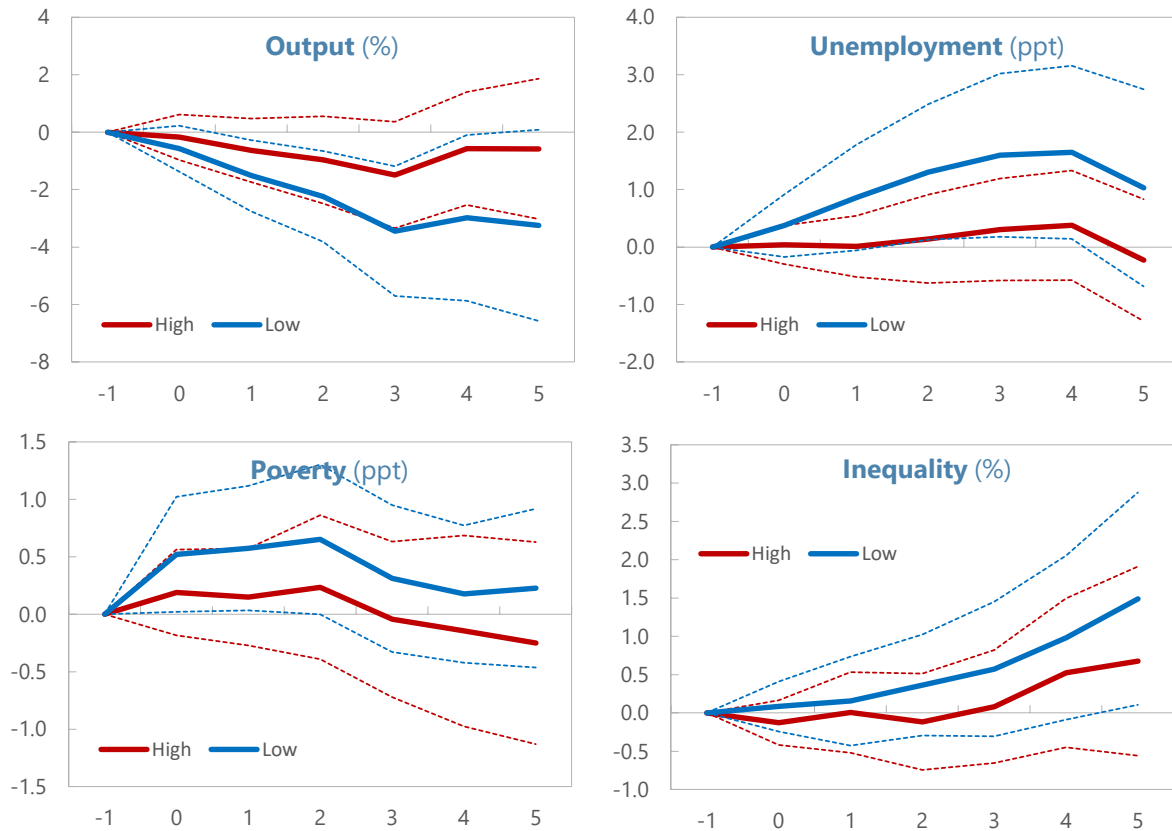 Output (%)
4
2
0
-2
-4
-6
-8
High Low
-1 0 1 2 3 4 5
Unemployment (ppt)
4.0
3.0
2.0
1.0
0.0
-1.0
-2.0
High Low
-1 0 1 2 3 4 5
Poverty (ppt)
1.5
1.0
0.5
0.0
-0.5
-1.0
-1.5
High Low
-1 0 1 2 3 4 5
Inequality (%)
3.5
3.0
2.5
2.0
1.5
1.0
0.5
0.0
-0.5
-1.0
High Low
-1 0 1 2 3 4 5